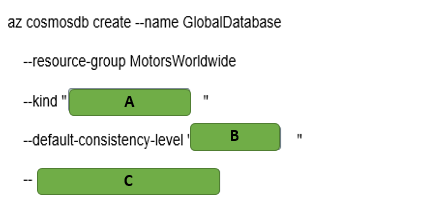 az cosmosdb create --name GlobalDatabase
--resource-group MotorsWorldwide
--kind " A "
--default-consistency-level ' B "
-- C